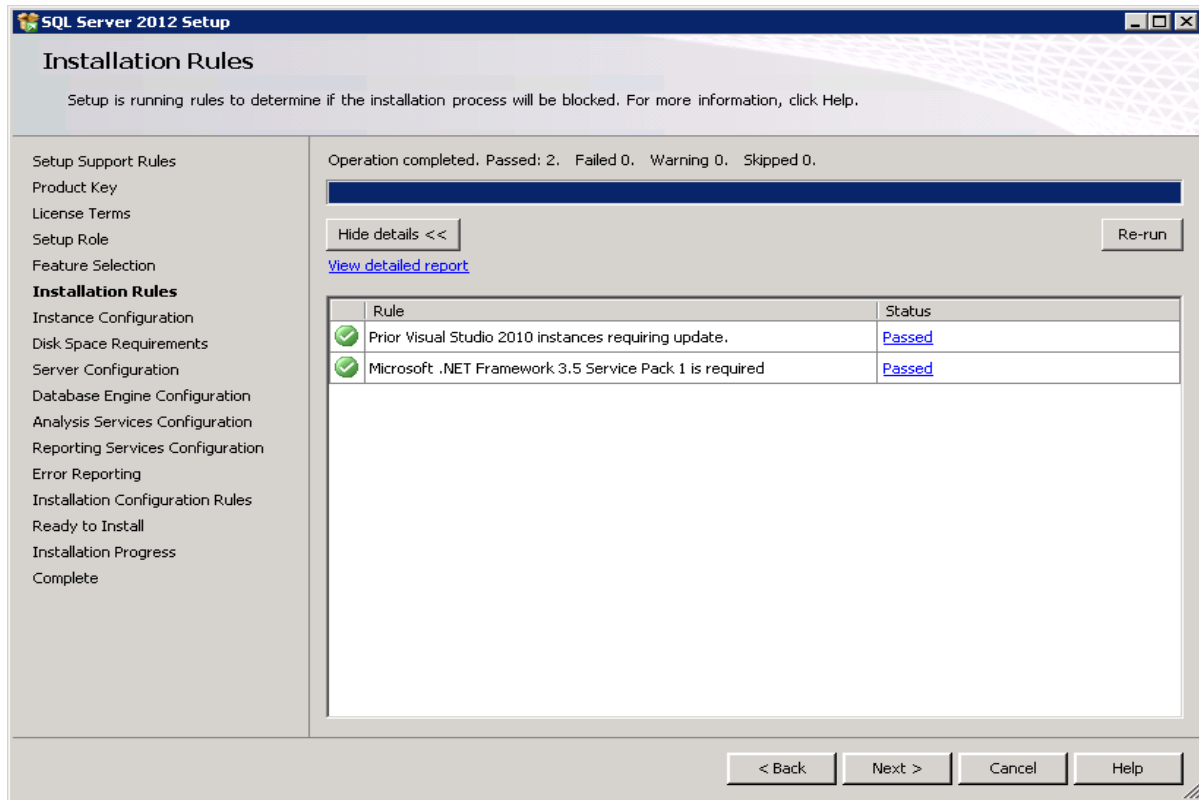 SQL Server 2012 Setup
Installation Rules
Setup is running rules to determine if the installation process will be blocked. For more information, click Help.
Setup Support Rules
Product Key
License Terms
Setup Role
Feature Selection
Installation Rules
Instance Configuration
Disk Space Requirements
Server Configuration
Database Engine Configuration
Analysis Services Configuration
Reporting Services Configuration
Error Reporting
Installation Configuration Rules
Ready to Install
Installation Progress
Complete
Operation completed. Passed: 2. Failed 0. Warning 0. Skipped 0.
Hide details << Re-run
View detailed report
Rule Status
Prior Visual Studio 2010 instances requiring update. Passed
Microsoft .NET Framework 3.5 Service Pack 1 is required Passed
< Back Next > Cancel Help